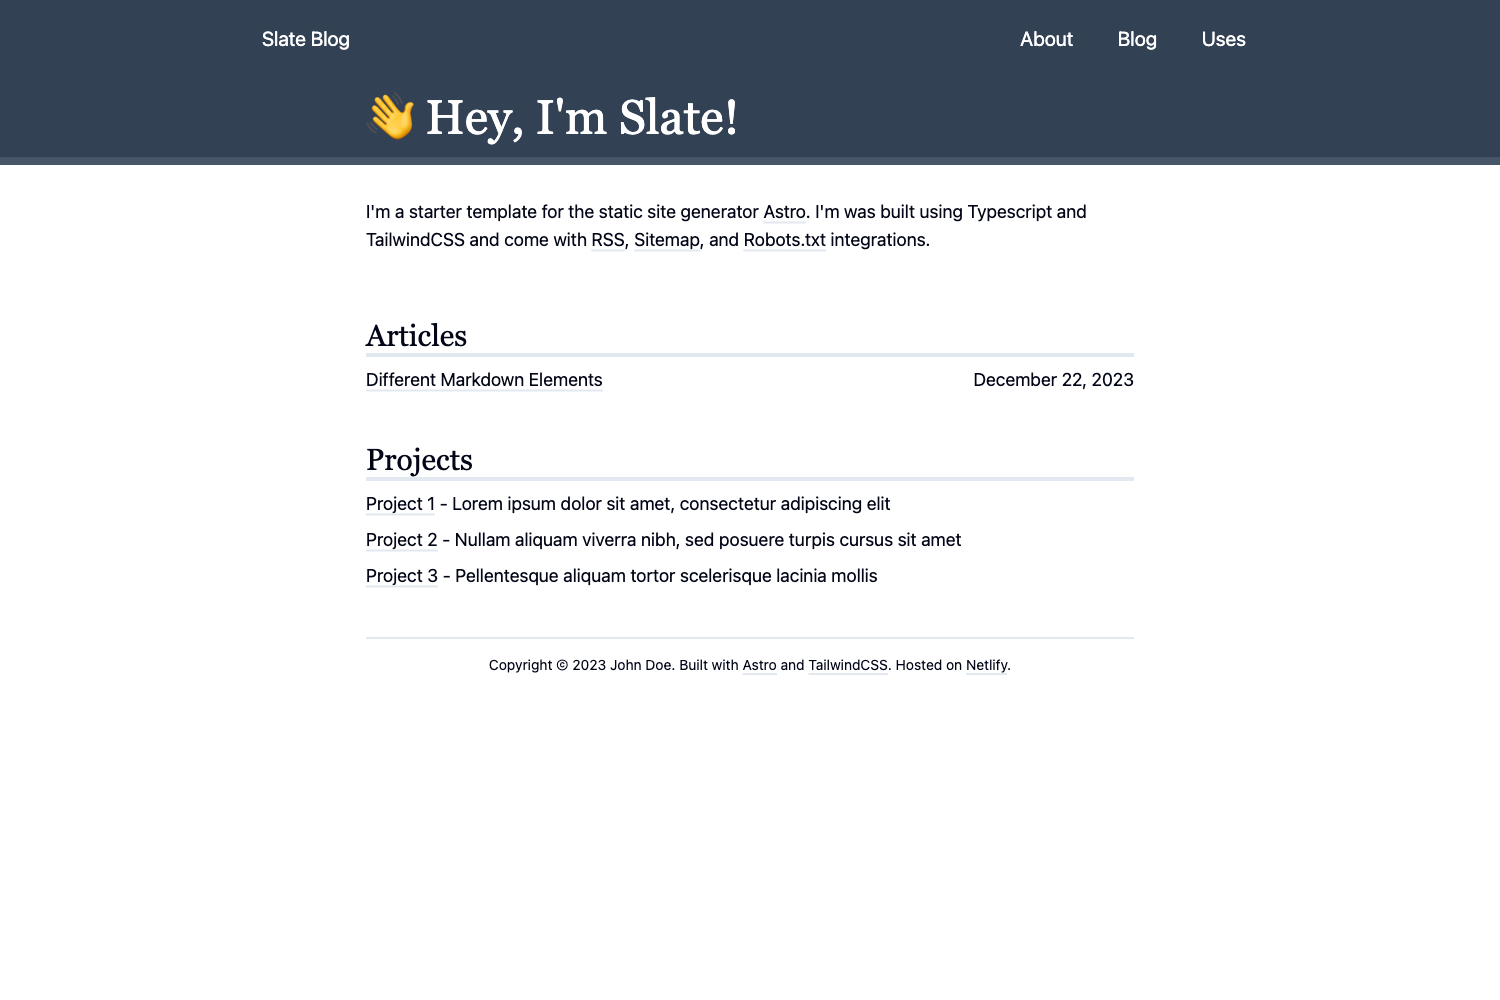 Slate Blog About Blog Uses
👋 Hey, I'm Slate!
I'm a starter template for the static site generator Astro. I'm was built using Typescript and
TailwindCSS and come with RSS, Sitemap, and Robots.txt integrations.
Articles
Different Markdown Elements December 22, 2023
Projects
Project 1 - Lorem ipsum dolor sit amet, consectetur adipiscing elit
Project 2 - Nullam aliquam viverra nibh, sed posuere turpis cursus sit amet
Project 3 - Pellentesque aliquam tortor scelerisque lacinia mollis
Copyright © 2023 John Doe. Built with Astro and TailwindCSS. Hosted on Netlify.